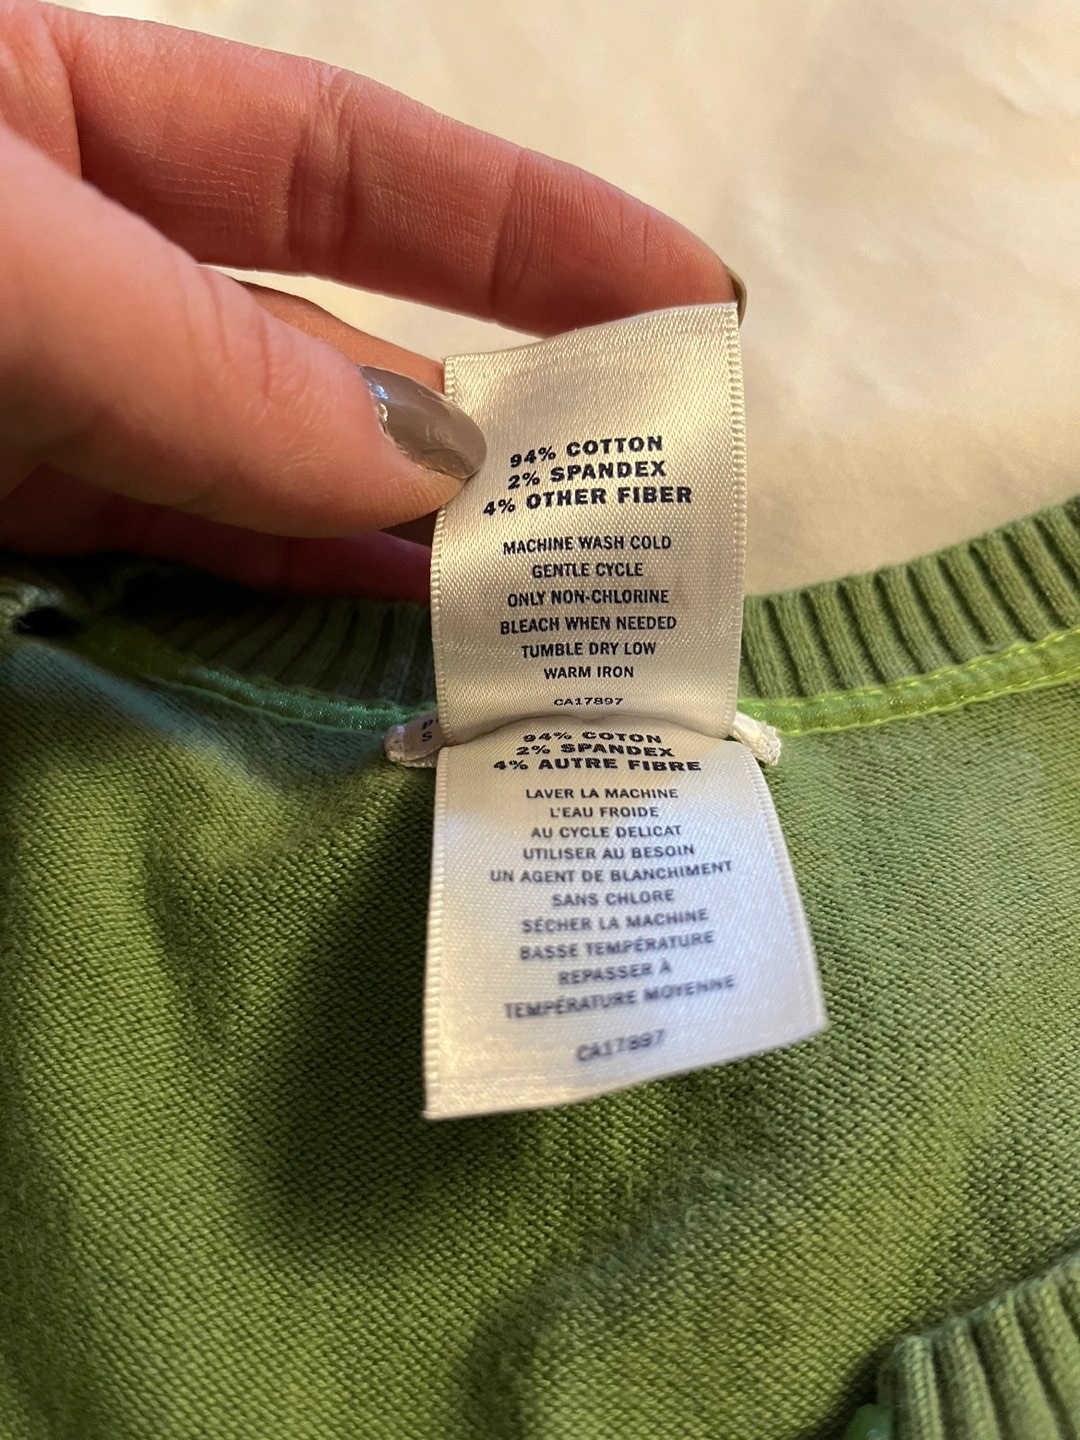 94% COTTON
2% SPANDEX
4% OTHER FIBER
MACHINE WASH COLD
GENTLE CYCLE
ONLY NON-CHLORINE
BLEACH WHEN NEEDED
TUMBLE DRY LOW
WARM IRON
CA17897
94% COTON
2% SPANDEX
4% AUTRE FIBRE
LAVER LA MACHINE
L'EAU FROIDE
AU CYCLE DELICAT
UTILISER AU BESOIN
UN AGENT DE BLANCHIMENT
SANS CHLORE
SÉCHER LA MACHINE
BASSE TEMPÉRATURE
REPASSER À
TEMPÉRATURE MOYENNE
CA17897